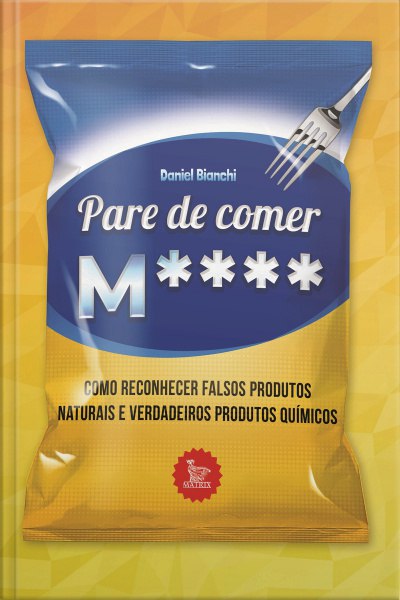 Daniel Bianchi
Pare de comer
M****
COMO RECONHECER FALSOS PRODUTOS
NATURAIS E VERDADEIROS PRODUTOS QUÍMICOS
MATRIX